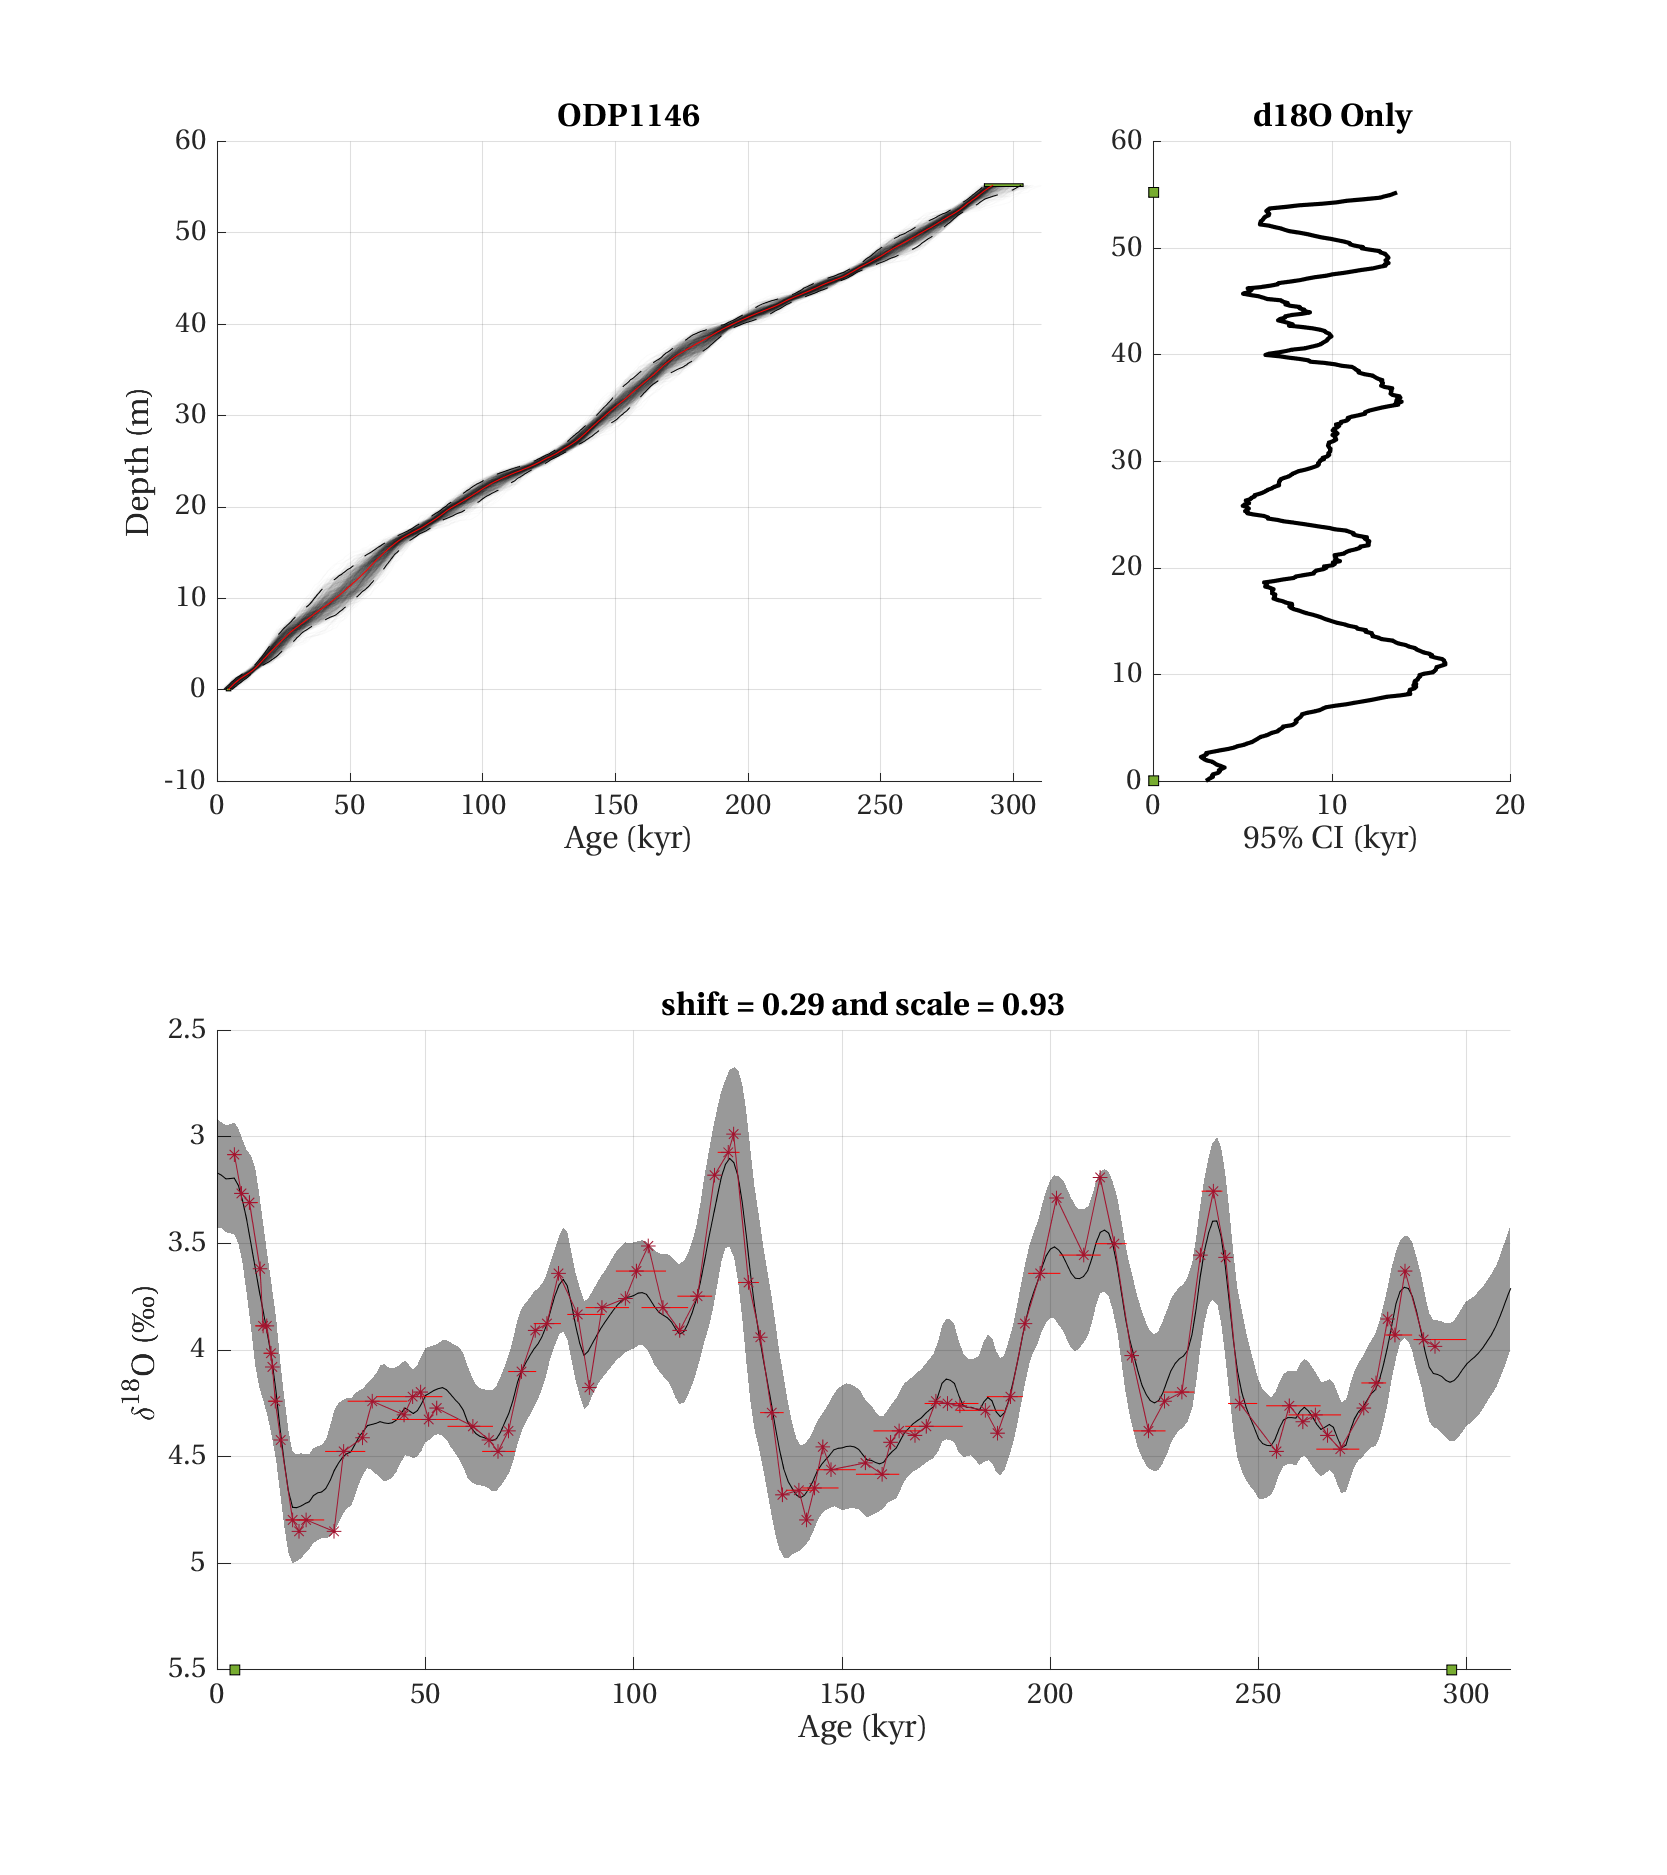 ODP1146
60
50
40
30
20
10
0
-10
Depth (m)
0 50 100 150 200 250 300
Age (kyr)
d18O Only
60
50
40
30
20
10
0
0 10 20
95% CI (kyr)
shift = 0.29 and scale = 0.93
2.5
3
3.5
4
4.5
5
5.5
δ¹⁸O (‰)
0 50 100 150 200 250 300
Age (kyr)